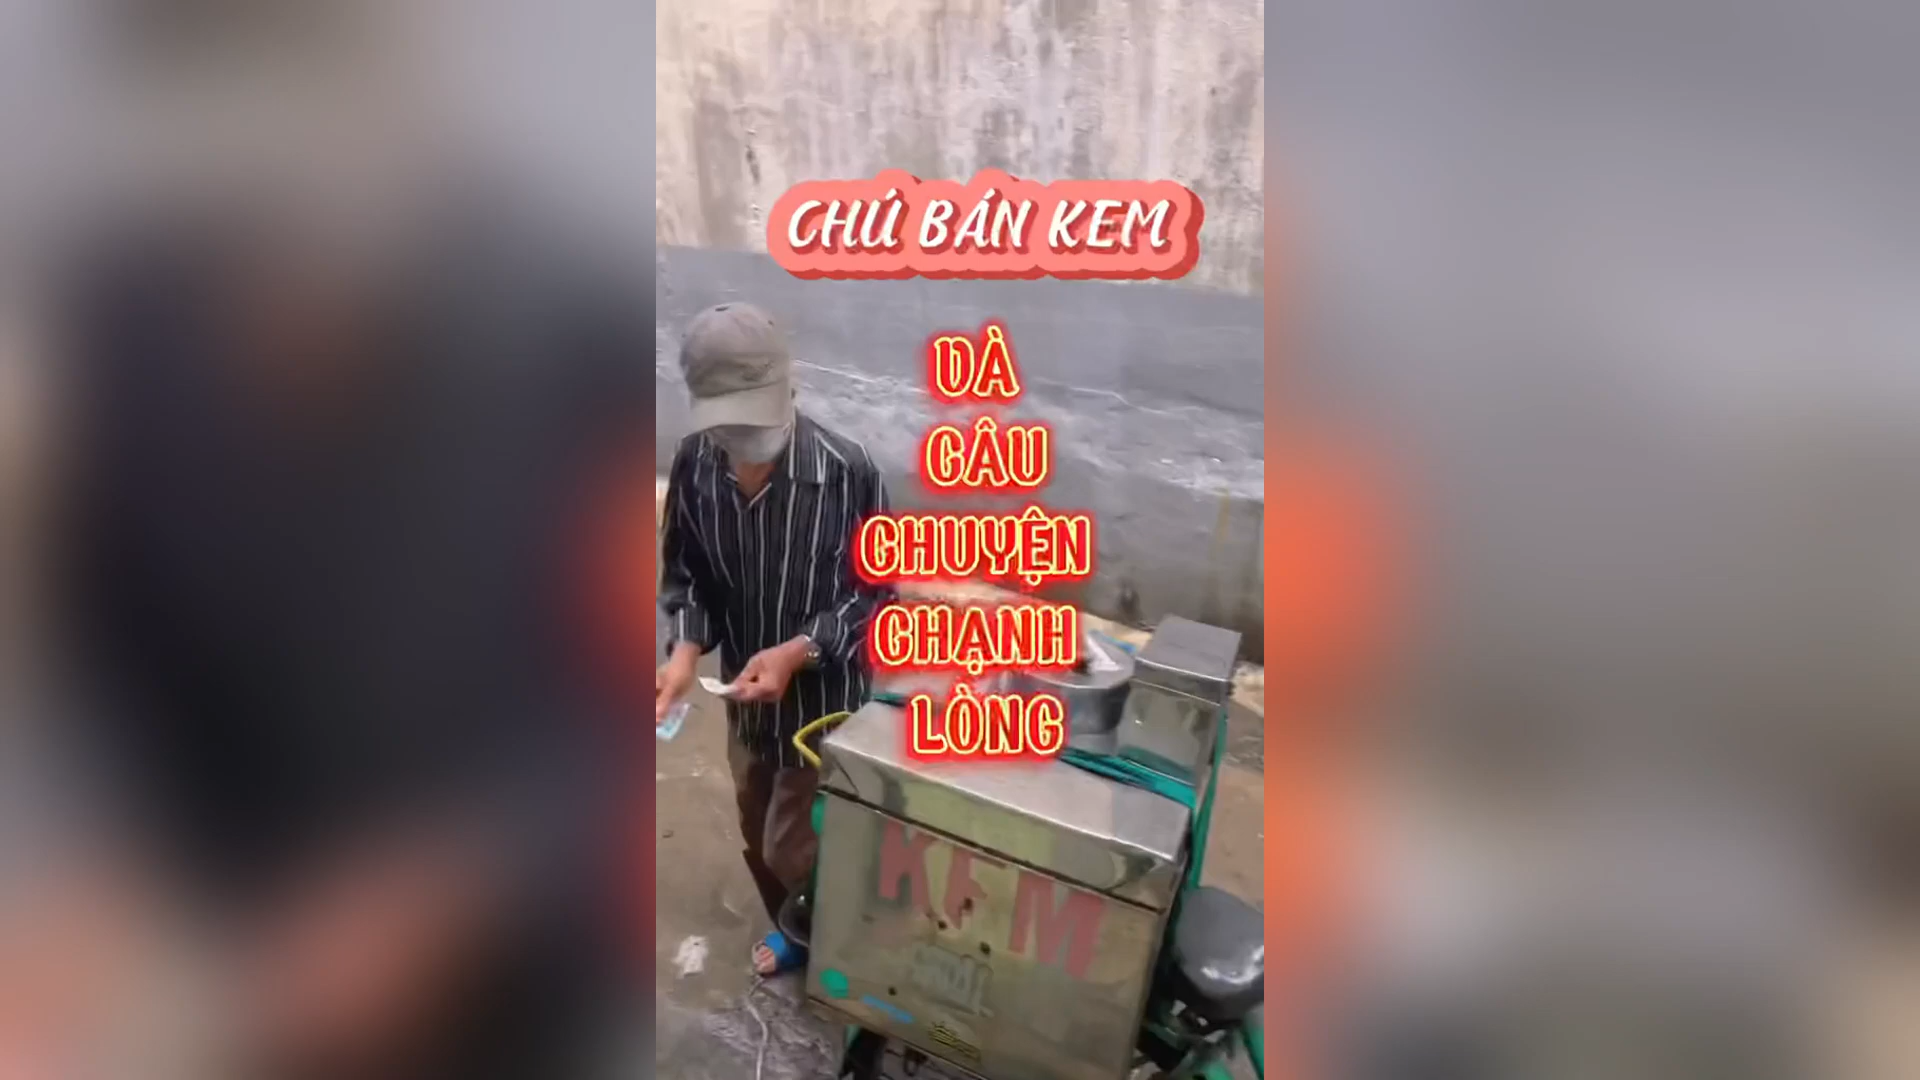 CHÚ BÁN KEM
VÀ
CÂU
CHUYỆN
CHẠNH
LÒNG
KEM